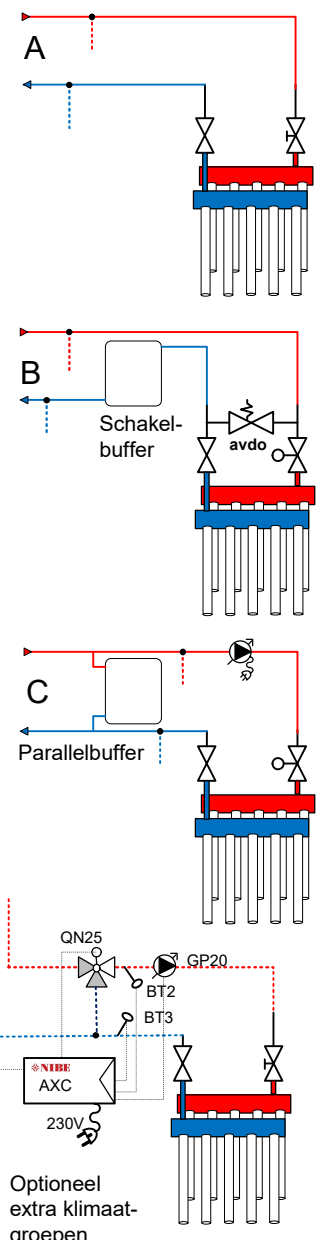 A
B
Schakel-
buffer
avdo
C
Parallelbuffer
QN25
GP20
BT2
BT3
NIBE
AXC
230V
Optioneel
extra klimaat-
groepen